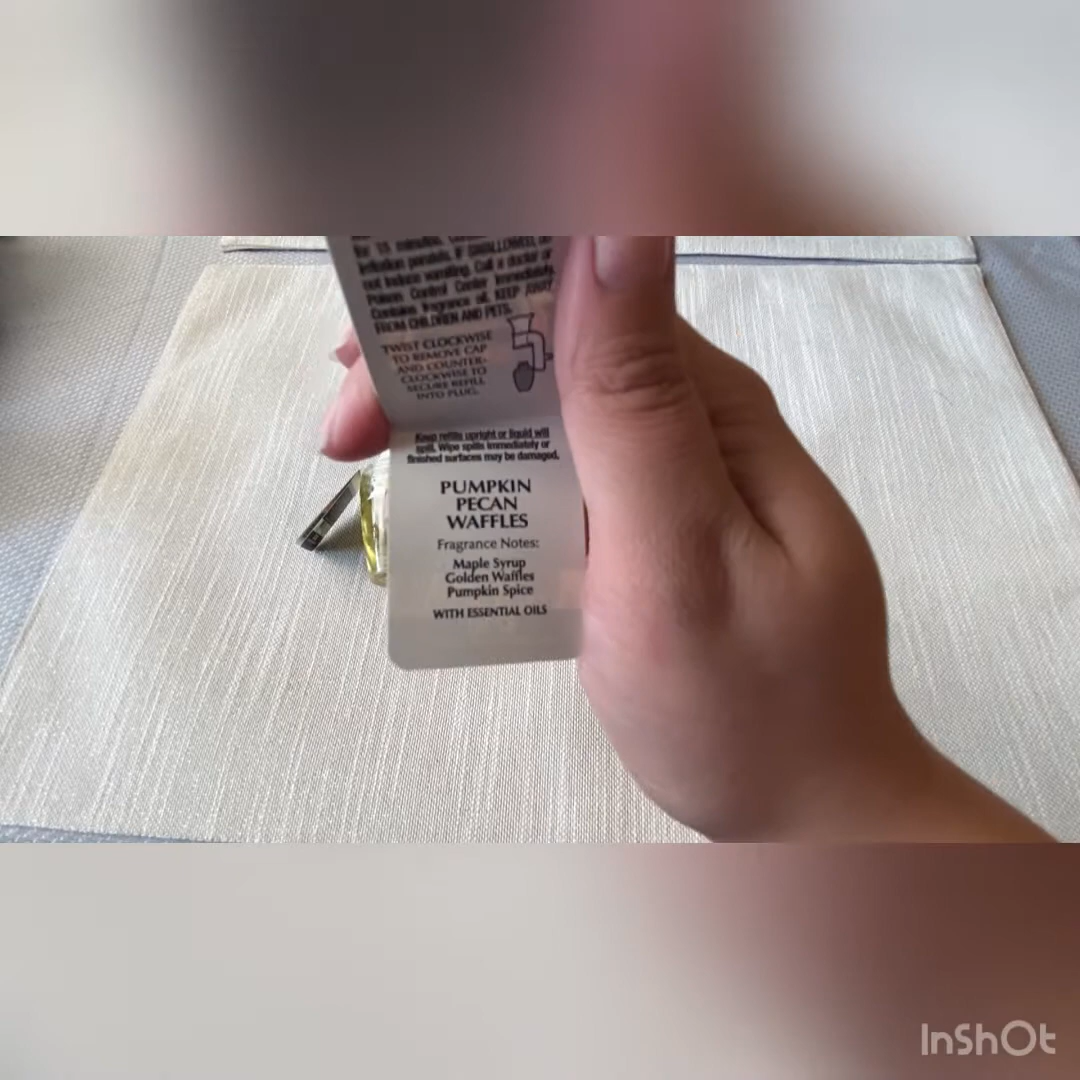 for 15 minutes.
irritation persists. IF SWALLOWED, do
not induce vomiting. Call a doctor or
Poison Control Center immediately.
Contains fragrance oil. KEEP AWAY
FROM CHILDREN AND PETS.
TWIST CLOCKWISE
TO REMOVE CAP
AND COUNTER-
CLOCKWISE TO
SECURE REFILL
INTO PLUG.
Keep refills upright or liquid will
spill. Wipe spills immediately or
finished surfaces may be damaged.
PUMPKIN
PECAN
WAFFLES
Fragrance Notes:
Maple Syrup
Golden Waffles
Pumpkin Spice
WITH ESSENTIAL OILS
InShOt